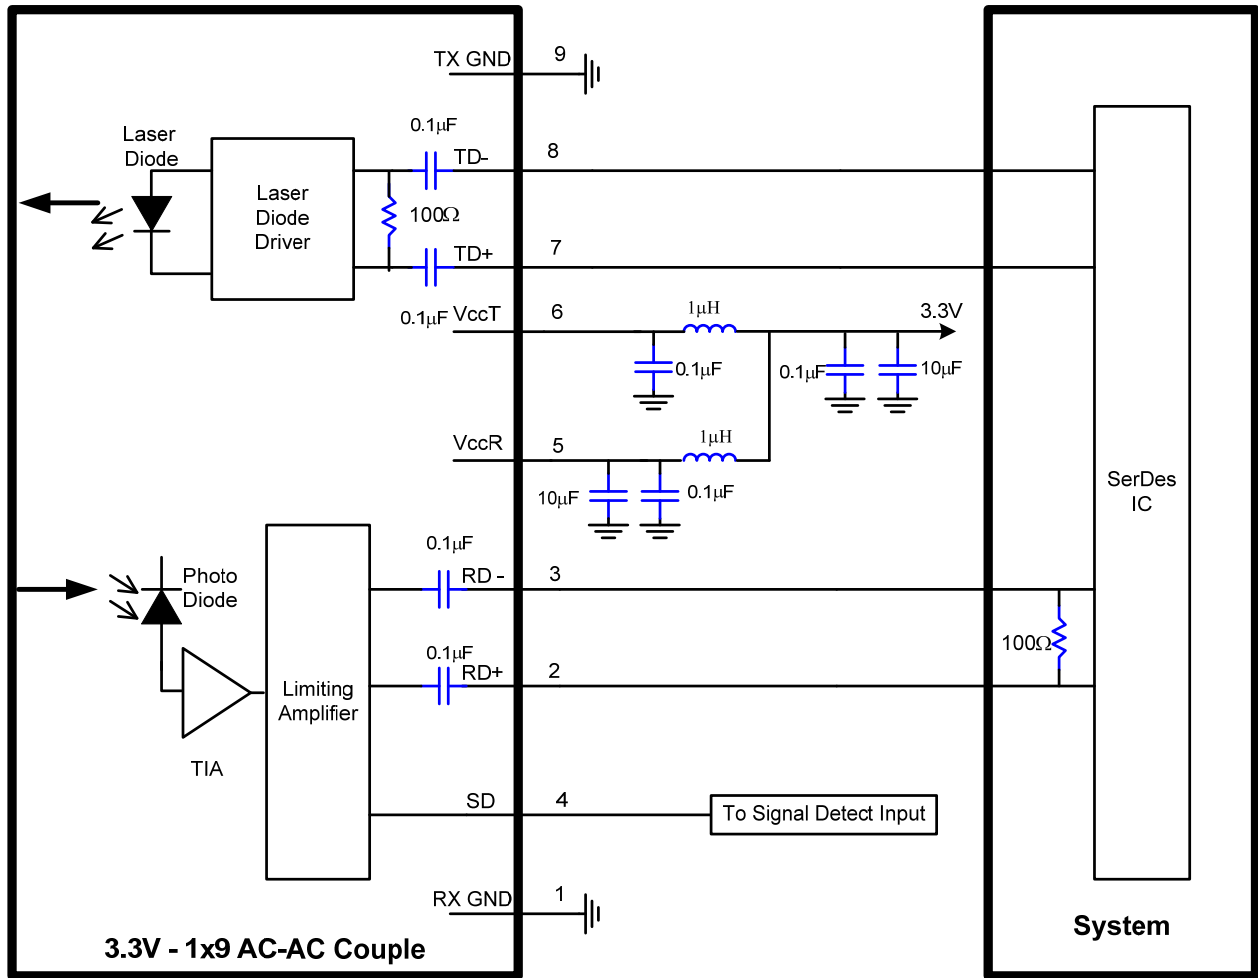 TX GND
9
0.1μF
Laser
Diode
TD-
8
Laser
Diode
Driver
100Ω
TD+
7
0.1μF
VccT
6
1μH
3.3V
0.1μF
0.1μF
10μF
VccR
5
1μH
10μF
0.1μF
SerDes
IC
0.1μF
RD -
3
Photo
Diode
100Ω
0.1μF
RD+
2
Limiting
Amplifier
TIA
SD
4
To Signal Detect Input
RX GND
1
System
3.3V - 1x9 AC-AC Couple